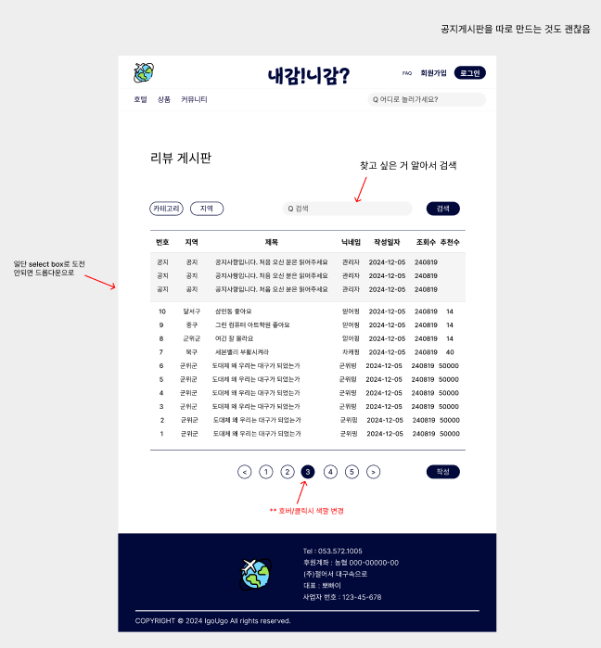 공지게시판을 따로 만드는 것도 괜찮음
내감!니감?
FAQ 회원가입 로그인
호텔 상품 커뮤니티
Q 어디로 놀러가세요?
리뷰 게시판
찾고 싶은 거 알아서 검색
카테고리 지역 Q 검색 검색
일단 select box로 도전
안되면 드롭다운으로
번호 지역 제목 닉네임 작성일자 조회수 추천수
공지 공지 공지사항입니다. 처음 오신 분은 읽어주세요 관리자 2024-12-05 240819
공지 공지 공지사항입니다. 처음 오신 분은 읽어주세요 관리자 2024-12-05 240819
공지 공지 공지사항입니다. 처음 오신 분은 읽어주세요 관리자 2024-12-05 240819
10 달서구 상인동 좋아요 2024-12-05 240819 14
9 중구 그린 컴퓨터 아트학원 좋아요 2024-12-05 240819 14
8 군위군 여긴 잘 몰라요 2024-12-05 240819 14
7 북구 세븐밸리 부활시켜라 2024-12-05 240819 40
6 군위군 도대체 왜 우리는 대구가 되었는가 군위펑 2024-12-05 240819 50000
5 군위군 도대체 왜 우리는 대구가 되었는가 군위펑 2024-12-05 240819 50000
4 군위군 도대체 왜 우리는 대구가 되었는가 군위펑 2024-12-05 240819 50000
3 군위군 도대체 왜 우리는 대구가 되었는가 군위펑 2024-12-05 240819 50000
2 군위군 도대체 왜 우리는 대구가 되었는가 군위펑 2024-12-05 240819 50000
1 군위군 도대체 왜 우리는 대구가 되었는가 군위펑 2024-12-05 240819 50000
< 1 2 3 4 5 > 작성
** 호버/클릭시 색깔 변경
Tel : 053.572.1005
후원계좌 : 농협 000-00000-00
(주)떨어서 대구속으로
대표 : 뽀삐이
사업자 번호 : 123-45-678
COPYRIGHT © 2024 IgoUgo All rights reserved.